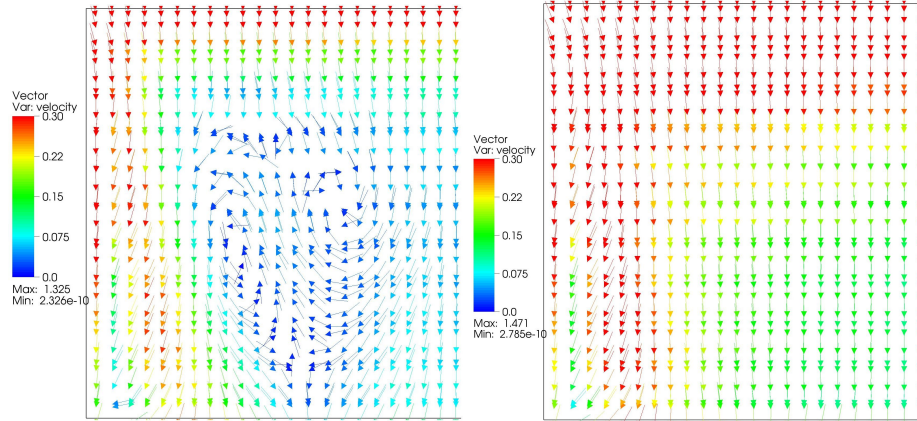 Vector
Var: velocity
0.30
0.22
0.15
0.075
0.0
Max: 1.325
Min: 2.326e-10
Vector
Var: velocity
0.30
0.22
0.15
0.075
0.0
Max: 1.471
Min: 2.785e-10